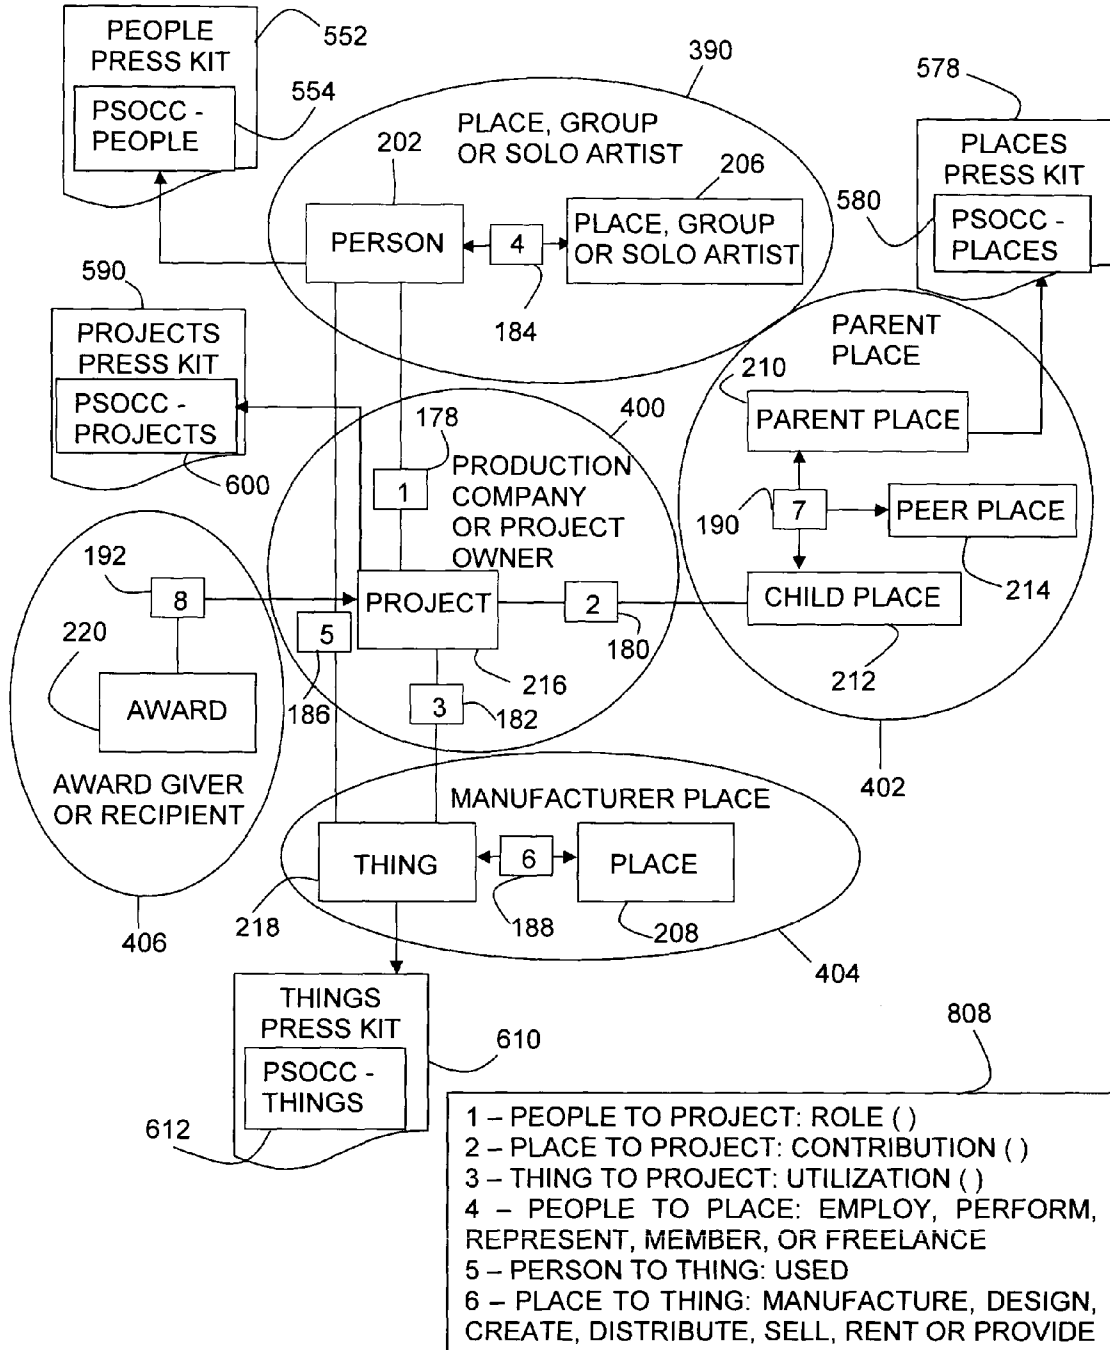 PEOPLE
PRESS KIT
552
PSOCC -
PEOPLE
554
390
578
PLACE, GROUP
OR SOLO ARTIST
202
206
PERSON
4
PLACE, GROUP
OR SOLO ARTIST
184
PLACES
PRESS KIT
580
PSOCC -
PLACES
590
PROJECTS
PRESS KIT
PSOCC -
PROJECTS
600
PARENT
PLACE
210
PARENT PLACE
190
7
PEER PLACE
214
CHILD PLACE
212
402
178
400
1
PRODUCTION
COMPANY
OR PROJECT
OWNER
PROJECT
2
180
216
5
186
3
182
192
8
220
AWARD
AWARD GIVER
OR RECIPIENT
406
MANUFACTURER PLACE
THING
6
PLACE
218
188
208
404
THINGS
PRESS KIT
610
PSOCC -
THINGS
612
808
1 – PEOPLE TO PROJECT: ROLE ( )
2 – PLACE TO PROJECT: CONTRIBUTION ( )
3 – THING TO PROJECT: UTILIZATION ( )
4 – PEOPLE TO PLACE: EMPLOY, PERFORM,
REPRESENT, MEMBER, OR FREELANCE
5 – PERSON TO THING: USED
6 – PLACE TO THING: MANUFACTURE, DESIGN,
CREATE, DISTRIBUTE, SELL, RENT OR PROVIDE